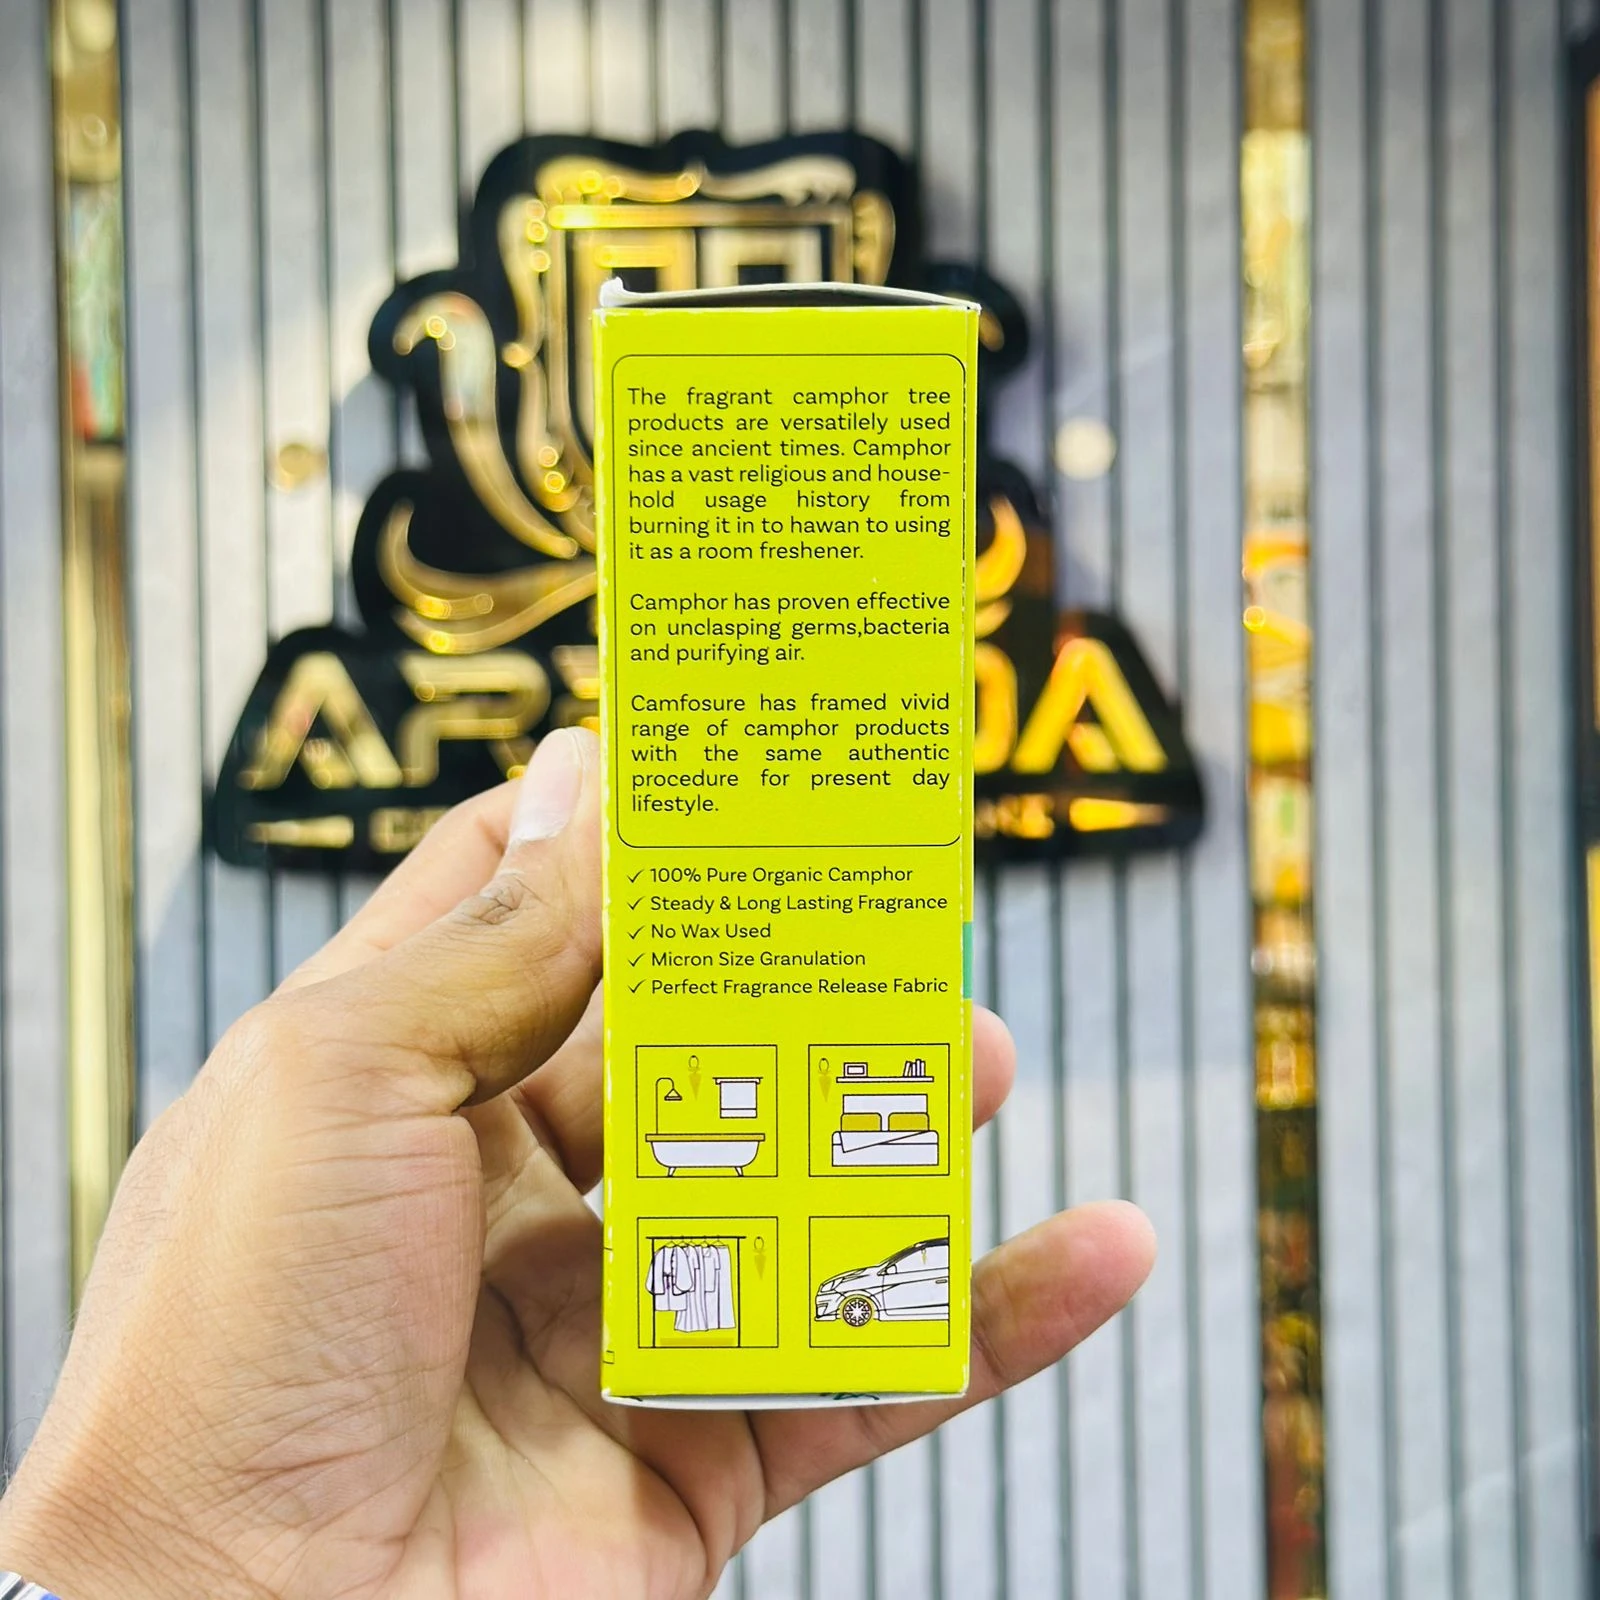 The fragrant camphor tree
products are versatilely used
since ancient times. Camphor
has a vast religious and house-
hold usage history from
burning it in to hawan to using
it as a room freshener.
Camphor has proven effective
on unclasping germs,bacteria
and purifying air.
Camfosure has framed vivid
range of camphor products
with the same authentic
procedure for present day
lifestyle.
✓ 100% Pure Organic Camphor
✓ Steady & Long Lasting Fragrance
✓ No Wax Used
✓ Micron Size Granulation
✓ Perfect Fragrance Release Fabric